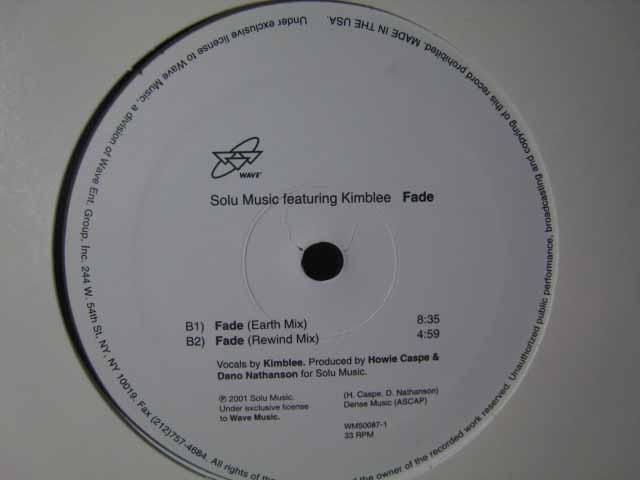 WAVE
Solu Music featuring Kimblee Fade
B1) Fade (Earth Mix) 8:35
B2) Fade (Rewind Mix) 4:59
Vocals by Kimblee. Produced by Howie Caspe &
Dano Nathanson for Solu Music.
℗ 2001 Solu Music.
Under exclusive license
to Wave Music.
(H. Caspe, D. Nathanson)
Dense Music (ASCAP)
WM50087-1
33 RPM
Under exclusive license to Wave Music, a division of Wave Ent. Group, Inc. 244 W. 54th St. NY, NY 10019. Fax (212)757-4684. All rights of the
of the owner of the recorded work reserved. Unauthorized public performance, broadcasting and copying of this record prohibited. MADE IN THE USA.